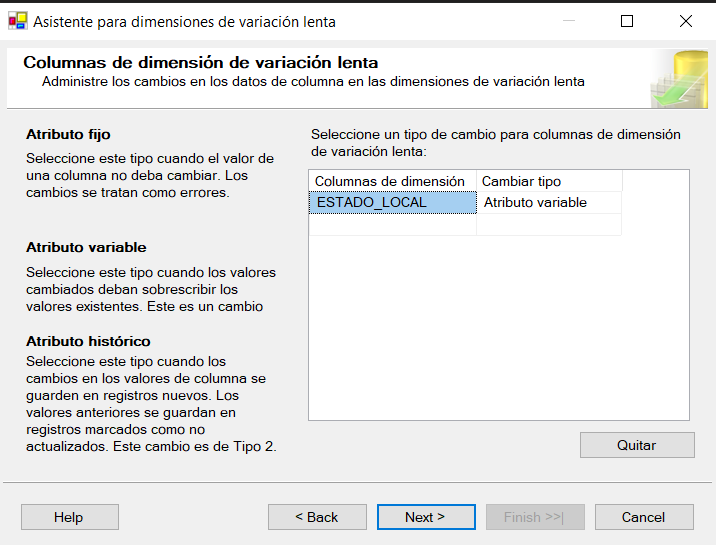 Asistente para dimensiones de variación lenta
Columnas de dimensión de variación lenta
Administre los cambios en los datos de columna en las dimensiones de variación lenta
Atributo fijo
Seleccione este tipo cuando el valor de
una columna no deba cambiar. Los
cambios se tratan como errores.
Atributo variable
Seleccione este tipo cuando los valores
cambiados deban sobrescribir los
valores existentes. Este es un cambio
Atributo histórico
Seleccione este tipo cuando los
cambios en los valores de columna se
guarden en registros nuevos. Los
valores anteriores se guardan en
registros marcados como no
actualizados. Este cambio es de Tipo 2.
Seleccione un tipo de cambio para columnas de dimensión
de variación lenta:
Columnas de dimensión Cambiar tipo
ESTADO_LOCAL Atributo variable
Quitar
Help < Back Next > Finish >>| Cancel